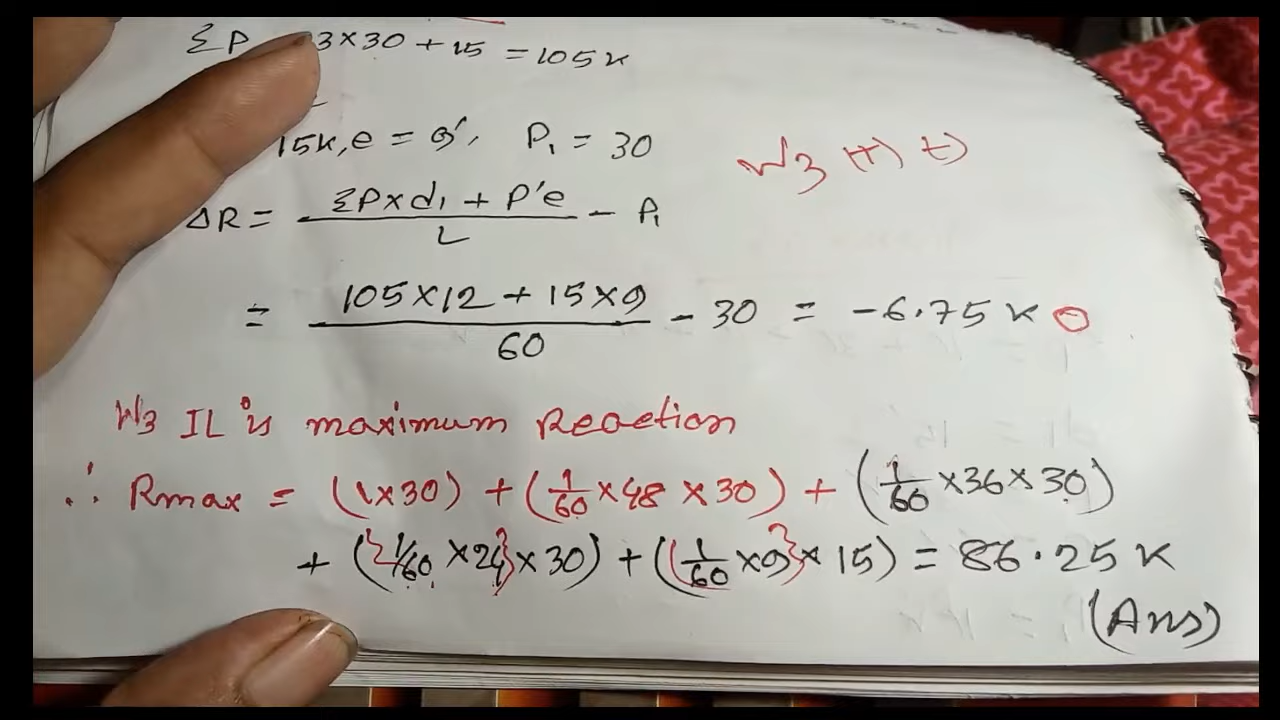 ΣP 3×30 + 15 = 105 K
15K, e = 9', P₁ = 30
W3 (+) (-)
ΔR = (ΣP×d₁ + P'e)/L - P₁
= (105×12 + 15×9)/60 - 30 = -6.75 K
W3 IL is maximum Reaction
∴ Rmax = (1×30) + (1/60 ×48 ×30) + (1/60 ×36×30)
+ ({1/60 ×24}×30) + ({1/60 ×9}×15) = 86.25 K
(Ans)